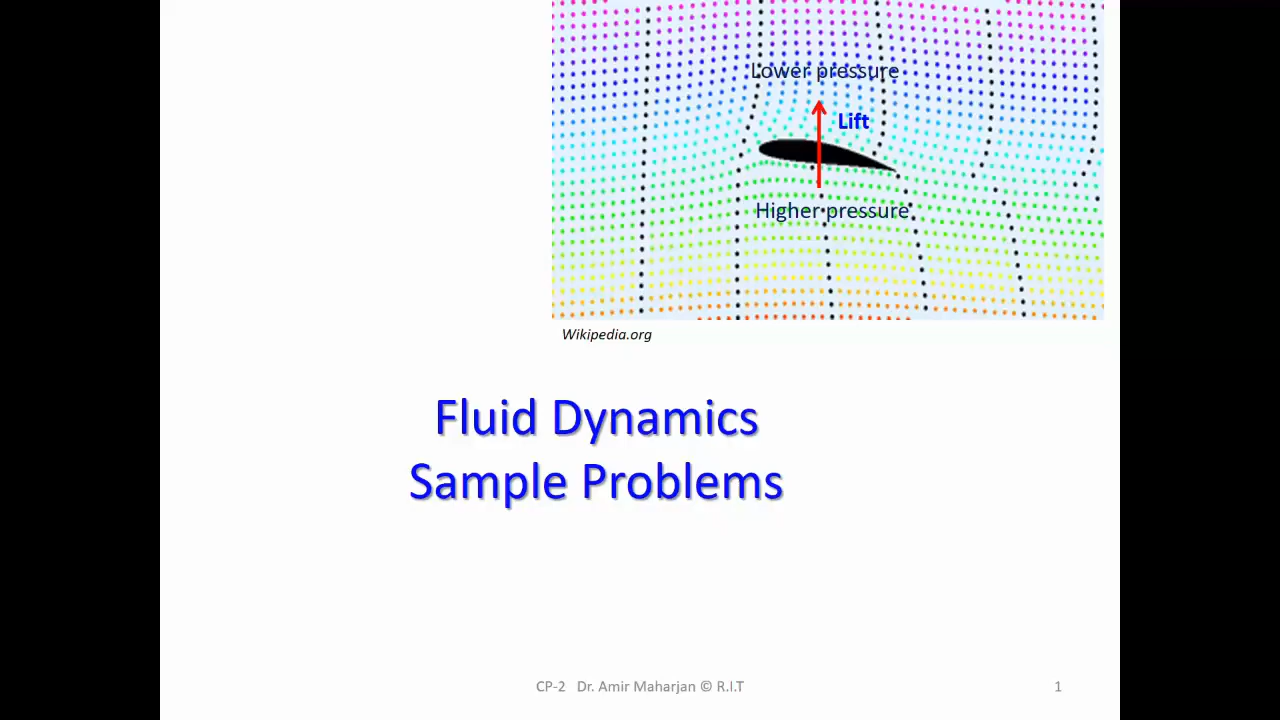 Lower pressure
Lift
Higher pressure
Wikipedia.org
Fluid Dynamics
Sample Problems
CP-2 Dr. Amir Maharjan © R.I.T 1